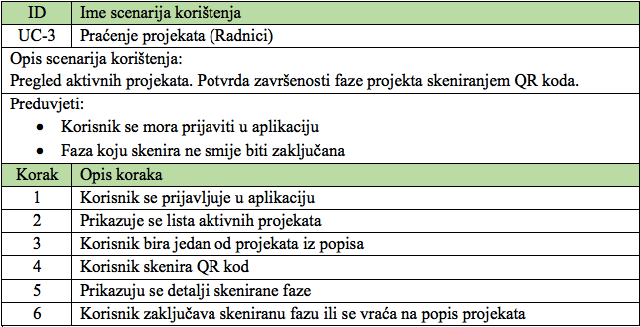 ID Ime scenarija korištenja
UC-3 Praćenje projekata (Radnici)
Opis scenarija korištenja:
Pregled aktivnih projekata. Potvrda završenosti faze projekta skeniranjem QR koda.
Preduvjeti:
• Korisnik se mora prijaviti u aplikaciju
• Faza koju skenira ne smije biti zaključana
Korak Opis koraka
1 Korisnik se prijavljuje u aplikaciju
2 Prikazuje se lista aktivnih projekata
3 Korisnik bira jedan od projekata iz popisa
4 Korisnik skenira QR kod
5 Prikazuju se detalji skenirane faze
6 Korisnik zaključava skeniranu fazu ili se vraća na popis projekata